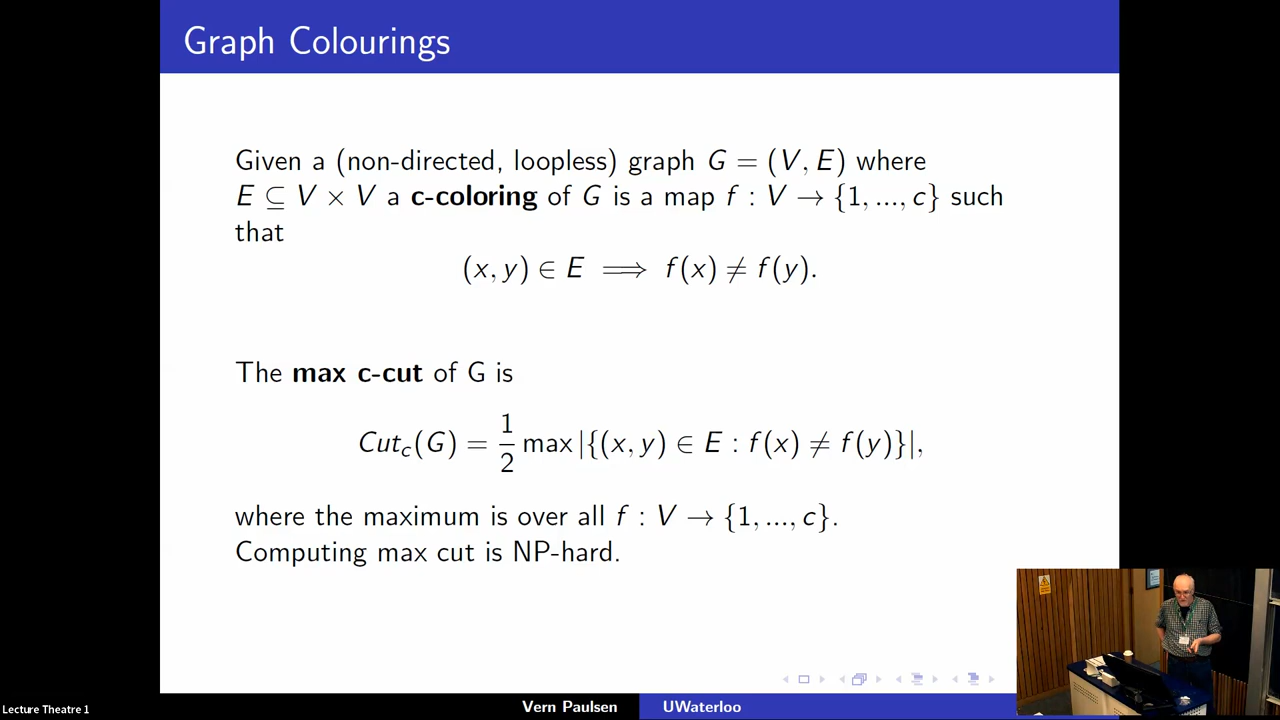 Graph Colourings
Given a (non-directed, loopless) graph G = (V, E) where
E ⊆ V × V a c-coloring of G is a map f : V → {1, ..., c} such
that
(x, y) ∈ E ⟹ f(x) ≠ f(y).
The max c-cut of G is
Cut_c(G) = \frac{1}{2} max |{(x, y) ∈ E : f(x) ≠ f(y)}|,
where the maximum is over all f : V → {1, ..., c}.
Computing max cut is NP-hard.
Lecture Theatre 1
Vern Paulsen UWaterloo